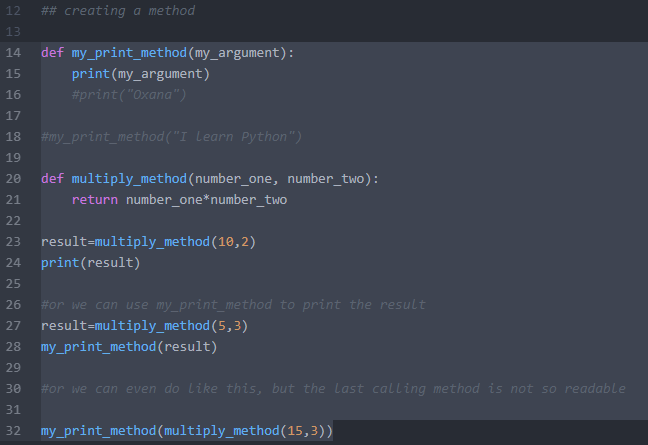 12 ## creating a method
13
14 def my_print_method(my_argument):
15     print(my_argument)
16     #print("Oxana")
17
18 #my_print_method("I learn Python")
19
20 def multiply_method(number_one, number_two):
21     return number_one*number_two
22
23 result=multiply_method(10,2)
24 print(result)
25
26 #or we can use my_print_method to print the result
27 result=multiply_method(5,3)
28 my_print_method(result)
29
30 #or we can even do like this, but the last calling method is not so readable
31
32 my_print_method(multiply_method(15,3))